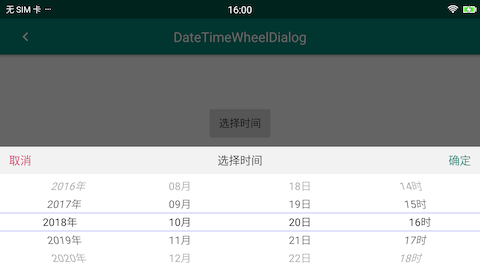 无 SIM 卡 ··· 16:00
DateTimeWheelDialog
选择时间
取消 选择时间 确定
2016年 08月 18日 14时
2017年 09月 19日 15时
2018年 10月 20日 16时
2019年 11月 21日 17时
2020年 12月 22日 18时